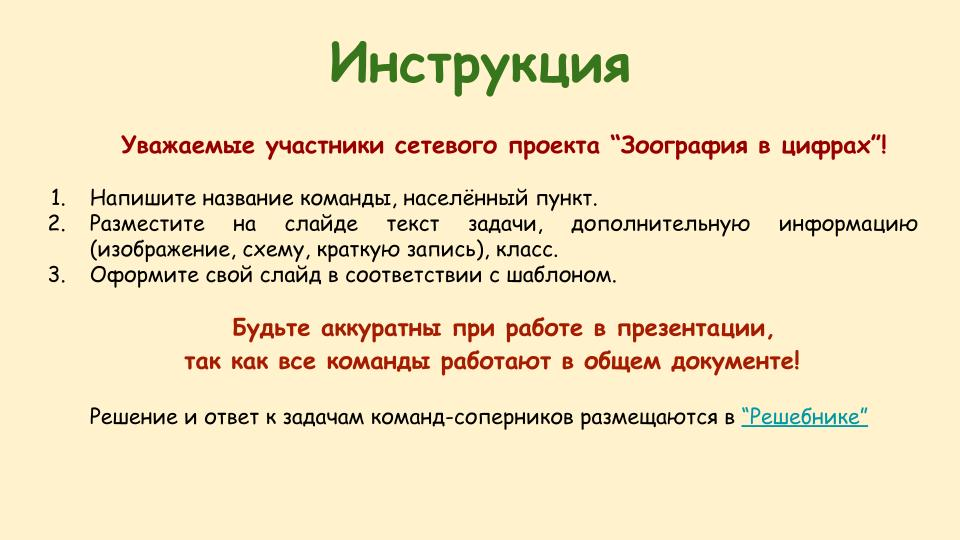 Инструкция
Уважаемые участники сетевого проекта “Зоография в цифрах”!
1. Напишите название команды, населённый пункт.
2. Разместите на слайде текст задачи, дополнительную информацию
(изображение, схему, краткую запись), класс.
3. Оформите свой слайд в соответствии с шаблоном.
Будьте аккуратны при работе в презентации,
так как все команды работают в общем документе!
Решение и ответ к задачам команд-соперников размещаются в “Решебнике”